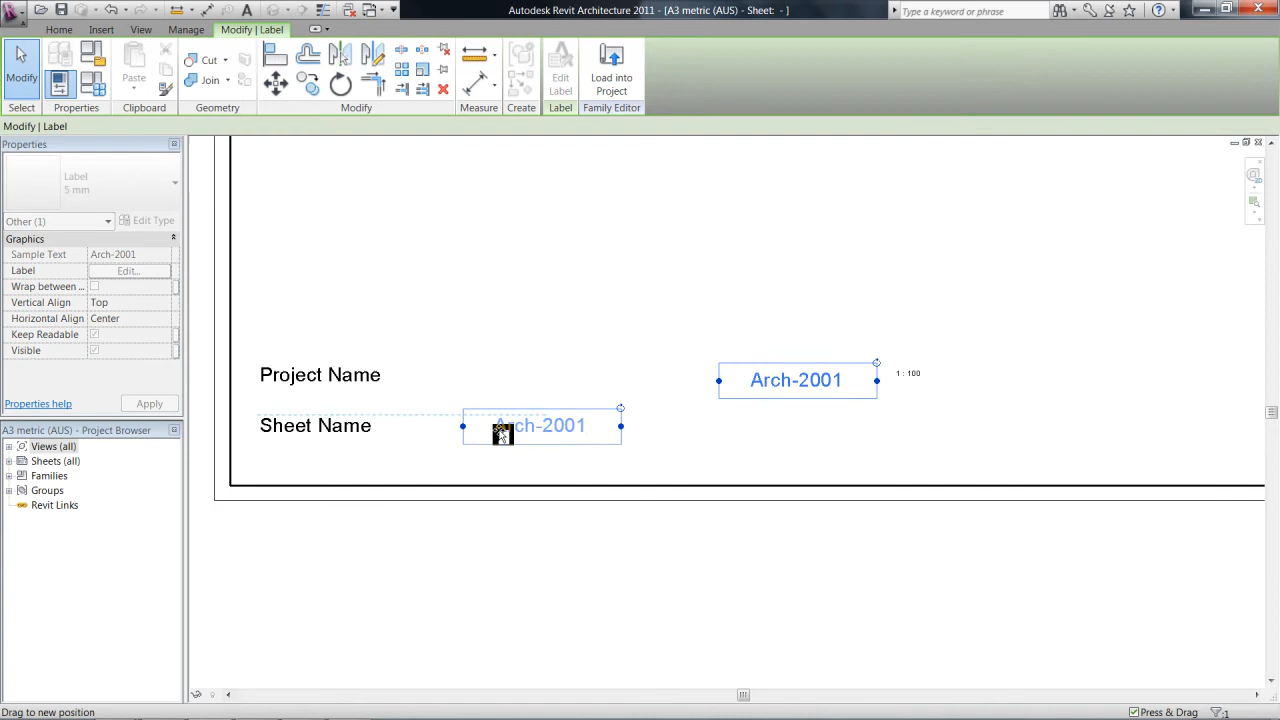 Autodesk Revit Architecture 2011 - [A3 metric (AUS) - Sheet: - ]
Type a keyword or phrase
Home Insert View Manage Modify | Label
Modify
Paste
Cut
Join
Edit
Label
Load into
Project
Select Properties Clipboard Geometry Modify Measure Create Label Family Editor
Modify | Label
Properties
Label
5 mm
Other (1)
Edit Type
Graphics
Sample Text Arch-2001
Label Edit...
Wrap between ...
Vertical Align Top
Horizontal Align Center
Keep Readable
Visible
Properties help
Apply
A3 metric (AUS) - Project Browser
Views (all)
Sheets (all)
Families
Groups
Revit Links
Project Name
Arch-2001
1 : 100
Sheet Name
Arch-2001
Drag to new position
Press & Drag
:1